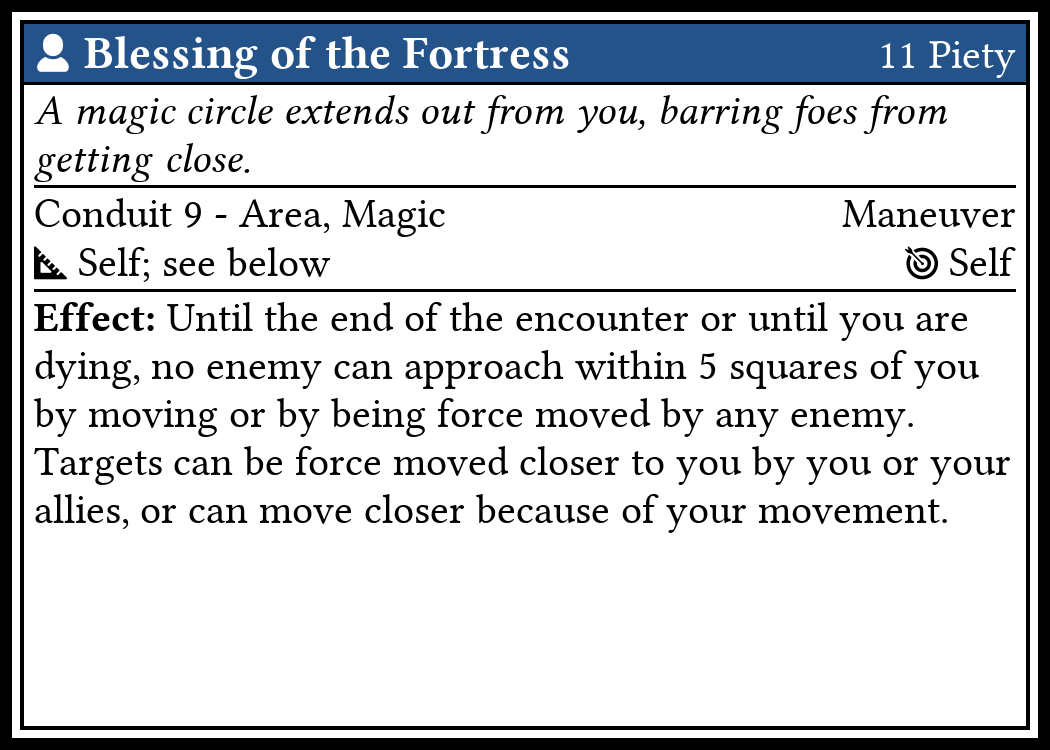 Blessing of the Fortress 11 Piety
A magic circle extends out from you, barring foes from
getting close.
Conduit 9 - Area, Magic Maneuver
Self; see below Self
Effect: Until the end of the encounter or until you are
dying, no enemy can approach within 5 squares of you
by moving or by being force moved by any enemy.
Targets can be force moved closer to you by you or your
allies, or can move closer because of your movement.